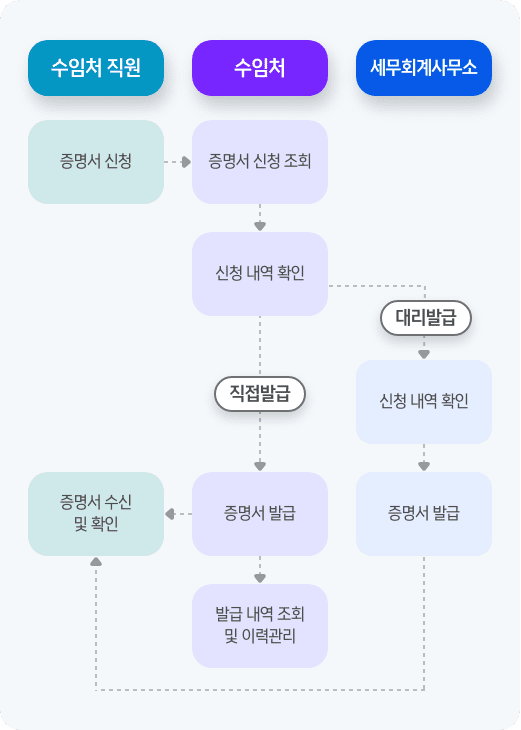 수임처 직원
수임처
세무회계사무소
증명서 신청
증명서 신청 조회
신청 내역 확인
대리발급
직접발급
신청 내역 확인
증명서 수신
및 확인
증명서 발급
증명서 발급
발급 내역 조회
및 이력관리